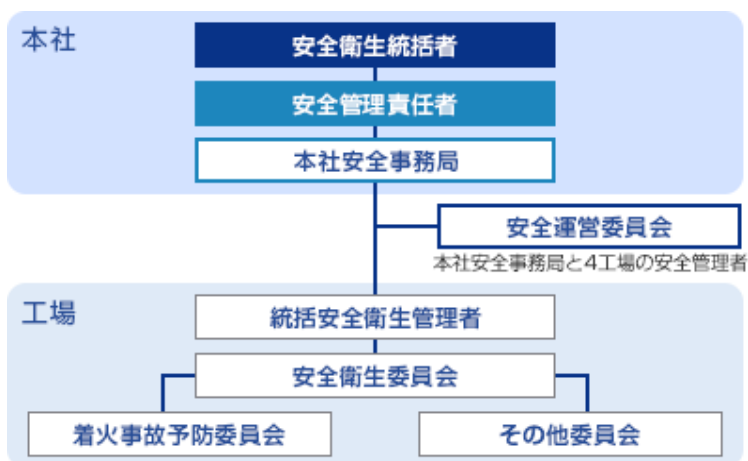 本社
安全衛生統括者
安全管理責任者
本社安全事務局
安全運営委員会
本社安全事務局と4工場の安全管理者
工場
統括安全衛生管理者
安全衛生委員会
着火事故予防委員会
その他委員会